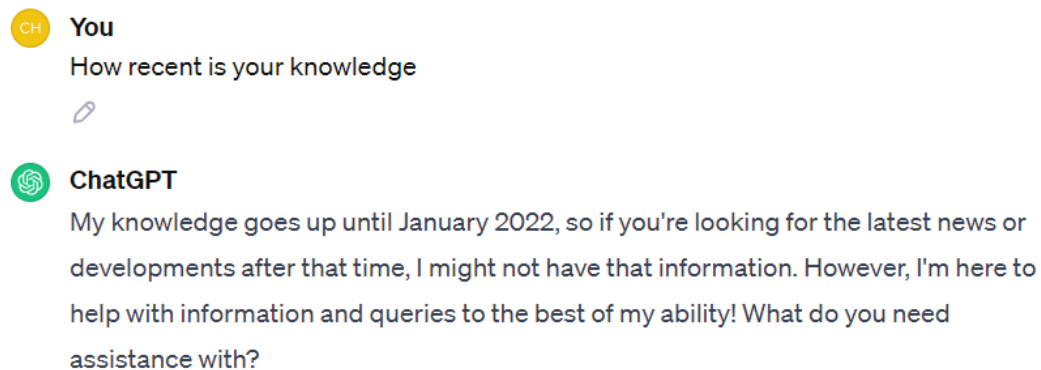 CH
You
How recent is your knowledge
ChatGPT
My knowledge goes up until January 2022, so if you're looking for the latest news or
developments after that time, I might not have that information. However, I'm here to
help with information and queries to the best of my ability! What do you need
assistance with?